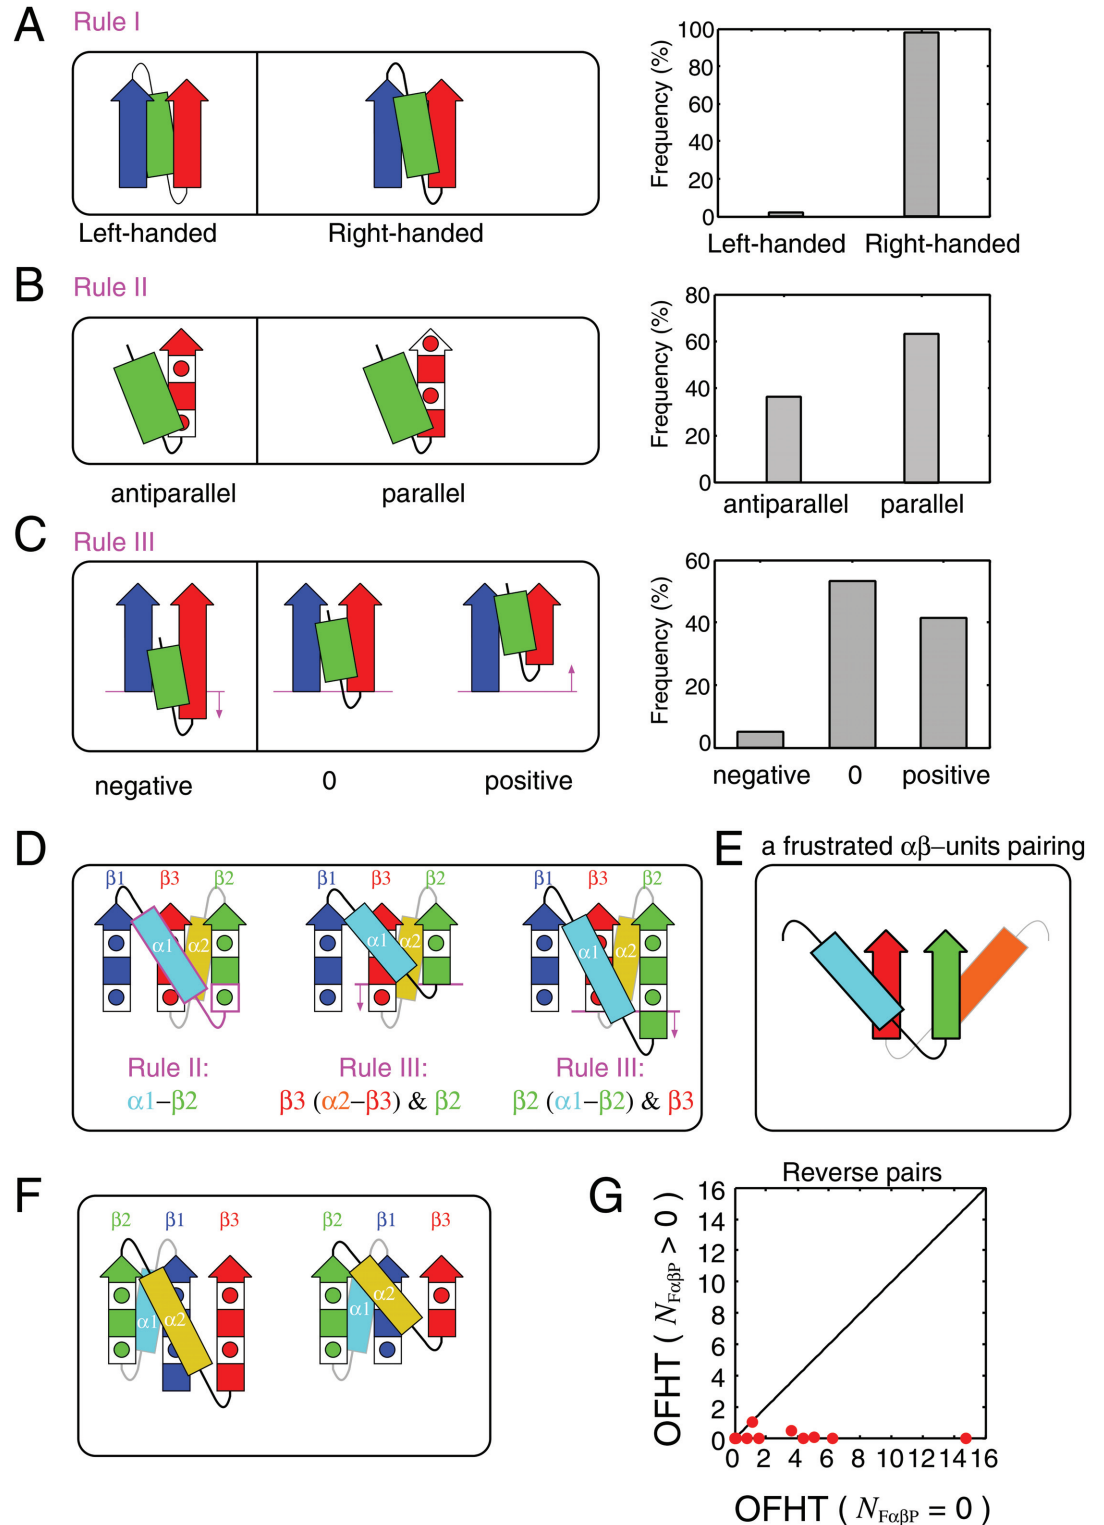 A
Rule I
Left-handed
Right-handed
Frequency (%)
100
80
60
40
20
0
Left-handed
Right-handed
B
Rule II
antiparallel
parallel
Frequency (%)
80
60
40
20
0
antiparallel
parallel
C
Rule III
negative
0
positive
Frequency (%)
60
40
20
0
negative
0
positive
D
β1
β3
β2
α1
α2
Rule II:
α1–β2
β1
β3
β2
α1
α2
Rule III:
β3 (α2–β3) & β2
β1
β3
β2
α1
α2
Rule III:
β2 (α1–β2) & β3
E
a frustrated αβ–units pairing
F
β2
β1
β3
α1
α2
β2
β1
β3
α1
α2
G
Reverse pairs
OFHT ( NFαβP > 0 )
16
14
12
10
8
6
4
2
0
0 2 4 6 8 10 12 14 16
OFHT ( NFαβP = 0 )